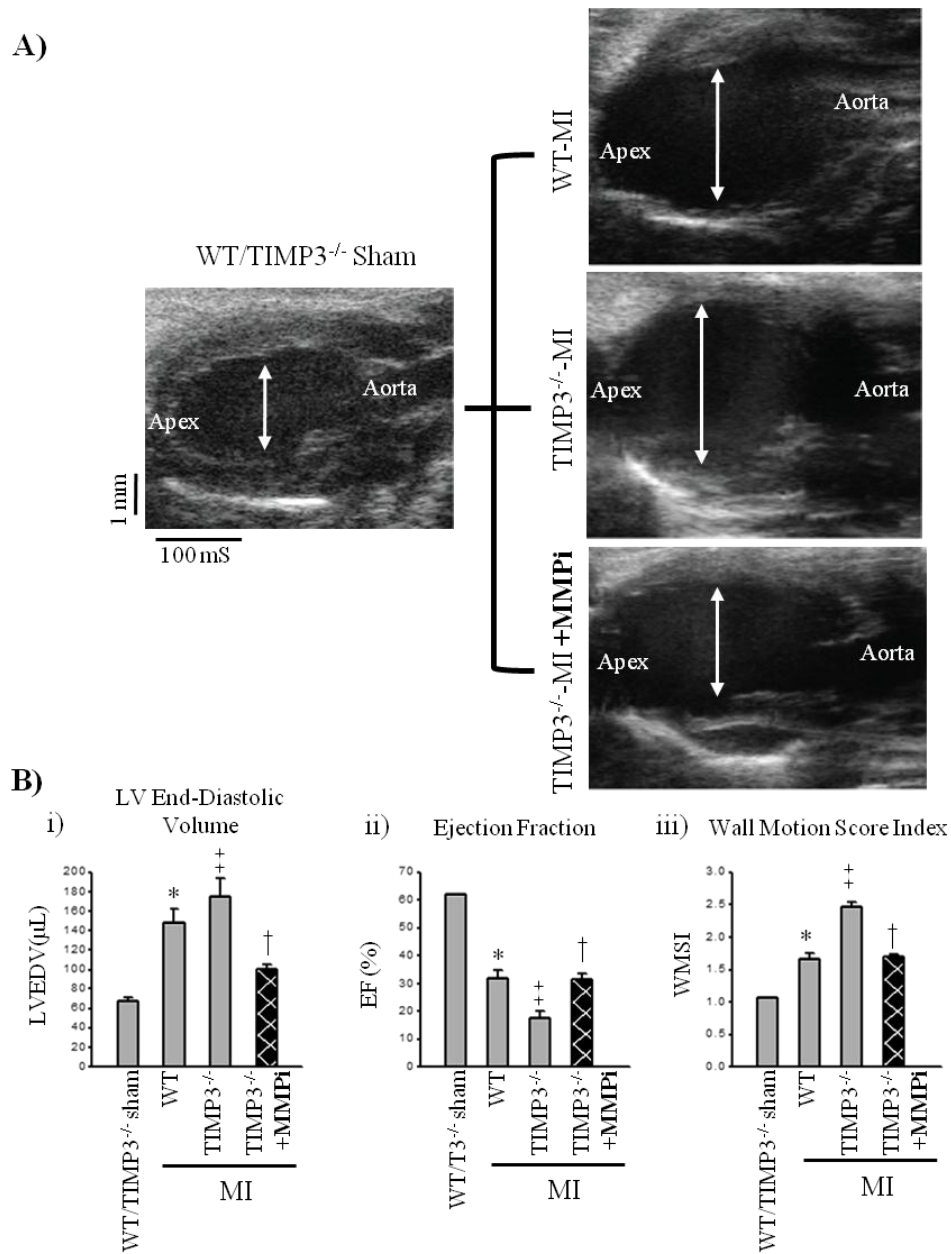 A)
WT/TIMP3-/- Sham
Apex
Aorta
1 mm
100 mS
WT-MI
Apex
Aorta
TIMP3-/--MI
Apex
Aorta
TIMP3-/--MI +MMPi
Apex
Aorta
B)
i)
LV End-Diastolic
Volume
LVEDV(μL)
200
180
160
140
120
100
80
60
40
20
0
*
‡
†
WT/TIMP3-/- sham
WT
TIMP3-/-
TIMP3-/-
+MMPi
MI
ii)
Ejection Fraction
EF (%)
70
60
50
40
30
20
10
0
*
‡
†
WT/T3-/- sham
WT
TIMP3-/-
TIMP3-/-
+MMPi
MI
iii)
Wall Motion Score Index
WMSI
3.0
2.5
2.0
1.5
1.0
0.5
0.0
*
‡
†
WT/TIMP3-/- sham
WT
TIMP3-/-
TIMP3-/-
+MMPi
MI